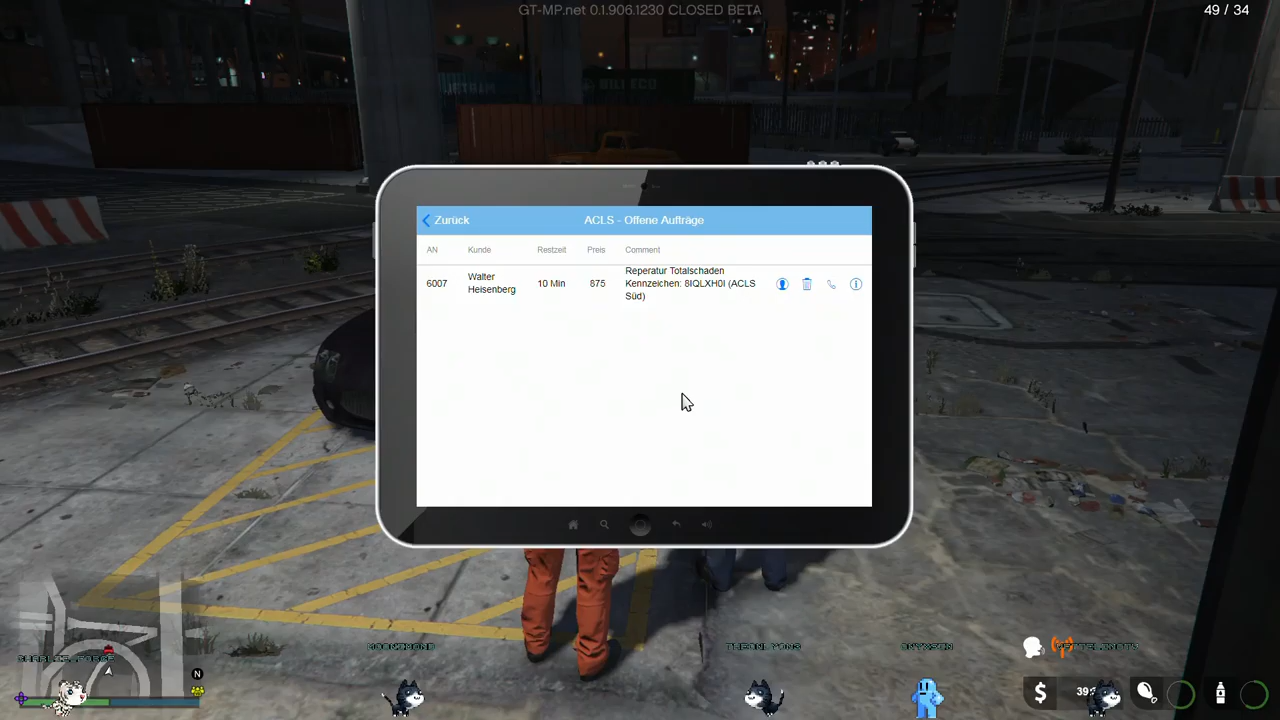 GT-MP.net 0.1.906.1230 CLOSED BETA
49 / 34
Zurück
ACLS - Offene Aufträge
AN Kunde Restzeit Preis Comment
6007 Walter Heisenberg 10 Min 875 Reperatur Totalschaden
Kennzeichen: 8IQLXH0I (ACLS
Süd)
N
$ 39